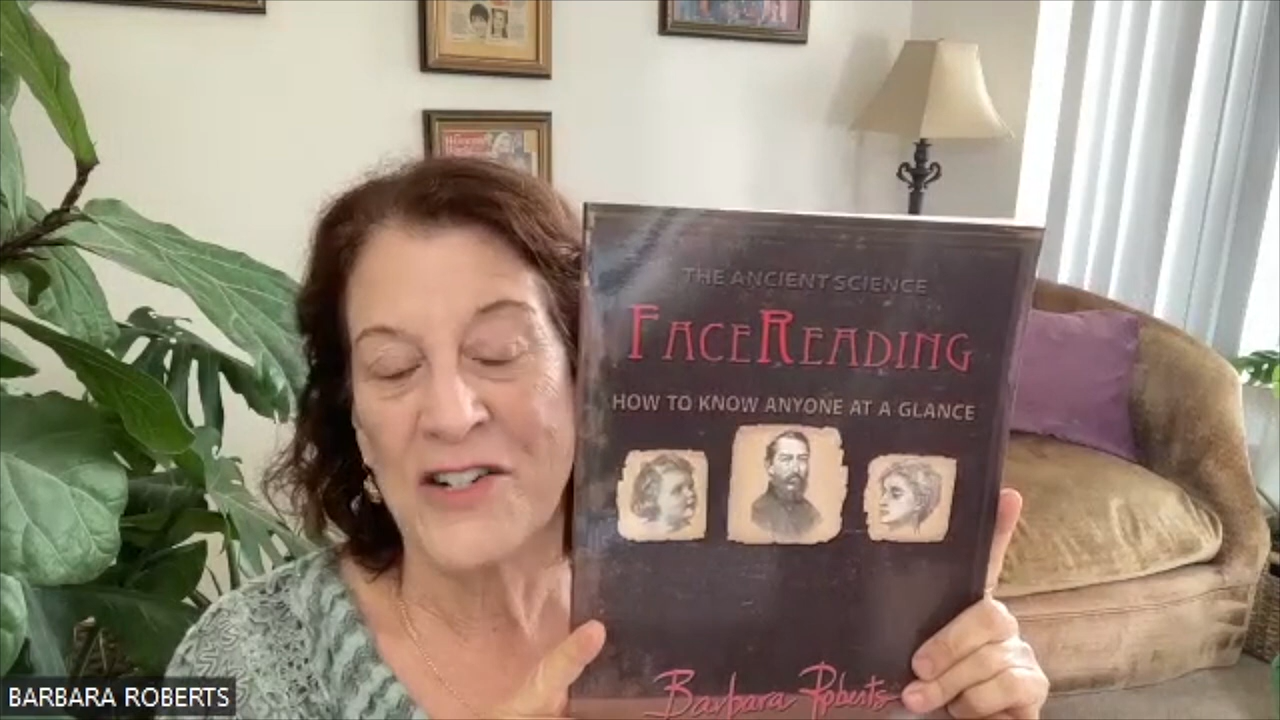 THE ANCIENT SCIENCE
FACEREADING
HOW TO KNOW ANYONE AT A GLANCE
Barbara Roberts
BARBARA ROBERTS